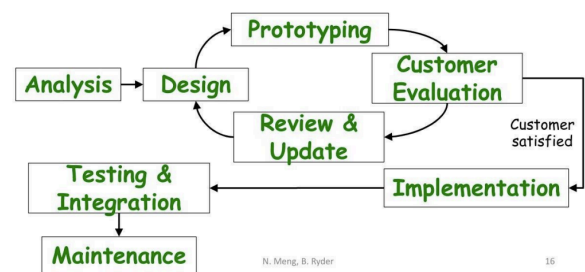 Prototyping
Analysis
Design
Customer
Evaluation
Review &
Update
Customer
satisfied
Testing &
Integration
Implementation
Maintenance
N. Meng, B. Ryder
16